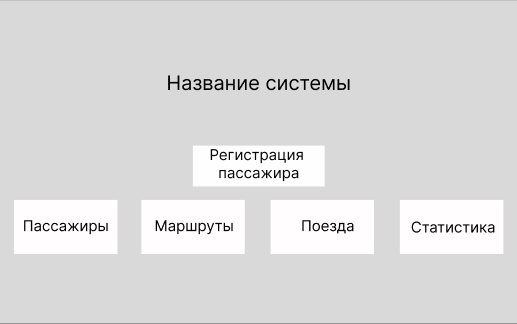 Название системы
Регистрация
пассажира
Пассажиры
Маршруты
Поезда
Статистика